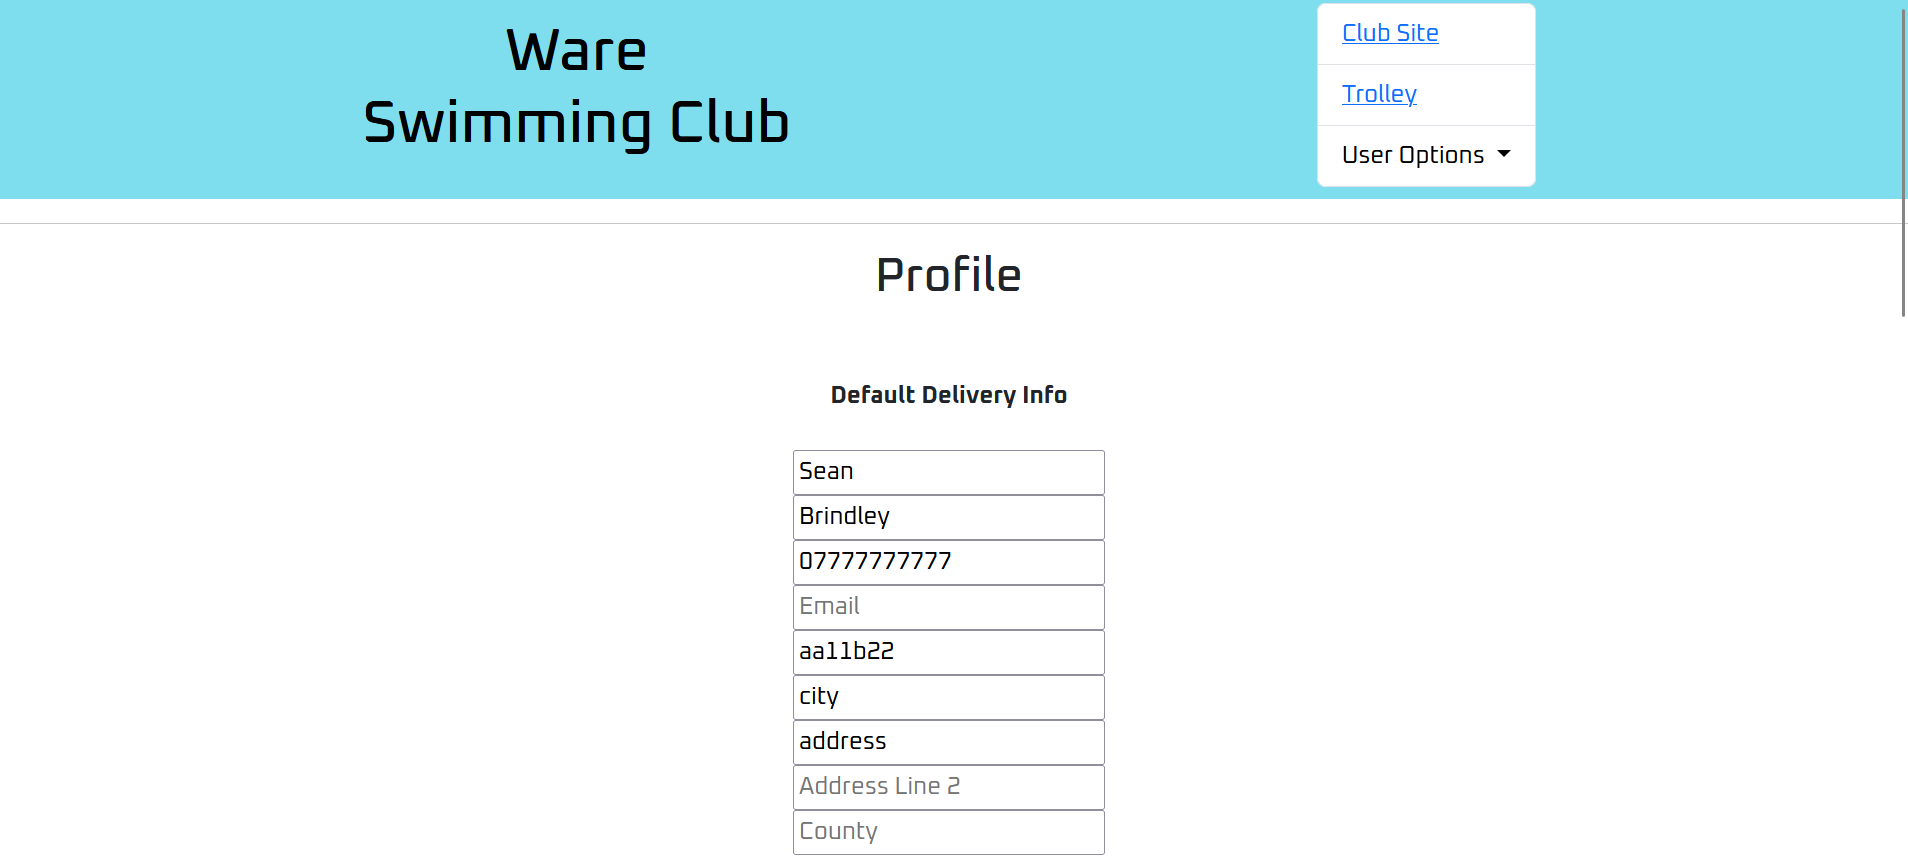 Ware
Swimming Club
Club Site
Trolley
User Options
Profile
Default Delivery Info
Sean
Brindley
07777777777
Email
aa11b22
city
address
Address Line 2
County